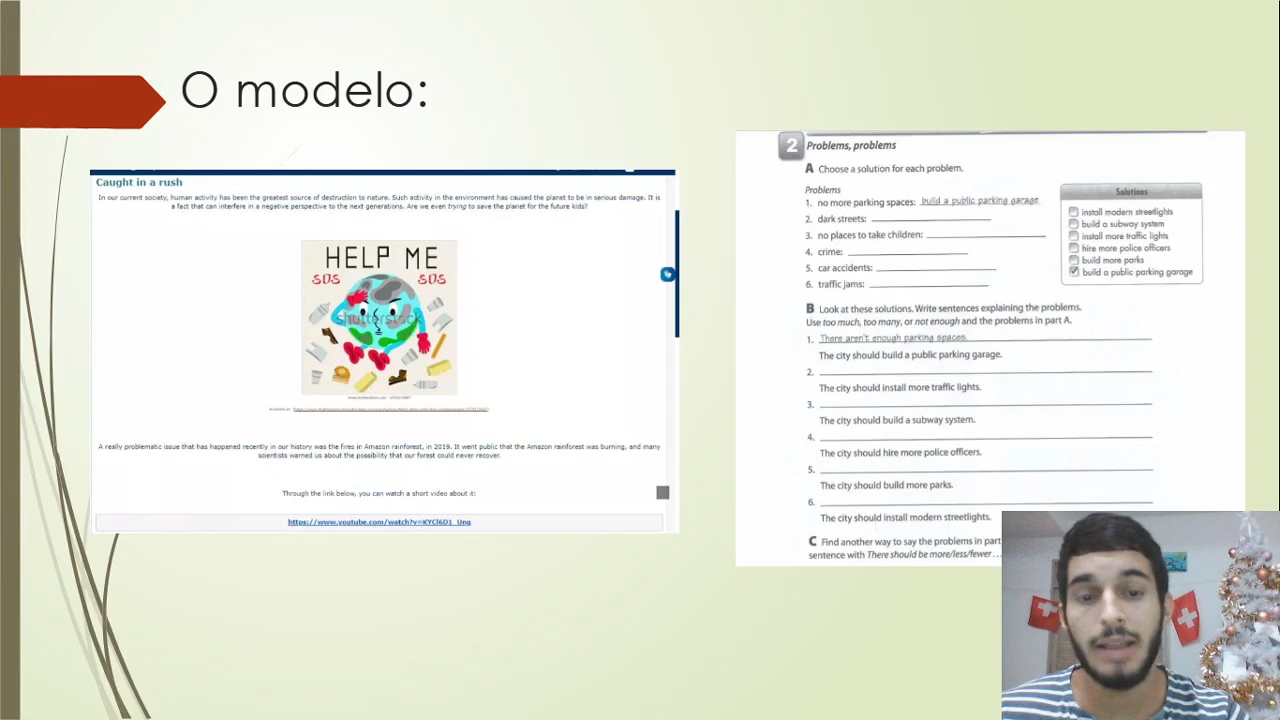 O modelo:
Caught in a rush
In our current society, human activity has been the greatest source of destruction to nature. Such activity in the environment has caused the planet to be in serious damage. It is
a fact that can interfere in a negative perspective to the next generations. Are we even trying to save the planet for the future kids?
HELP ME
SOS SOS
shutterstock
A really problematic issue that has happened recently in our history was the fires in Amazon rainforest, in 2019. It went public that the Amazon rainforest was burning, and many
scientists warned us about the possibility that our forest could never recover.
Through the link below, you can watch a short video about it:
https://www.youtube.com/watch?v=KYCl6D1_Ung
2 Problems, problems
A Choose a solution for each problem.
Problems
1. no more parking spaces: build a public parking garage
2. dark streets:
3. no places to take children:
4. crime:
5. car accidents:
6. traffic jams:
Solutions
install modern streetlights
build a subway system
install more traffic lights
hire more police officers
build more parks
build a public parking garage
B Look at these solutions. Write sentences explaining the problems.
Use too much, too many, or not enough and the problems in part A.
1. There aren't enough parking spaces.
The city should build a public parking garage.
2.
The city should install more traffic lights.
3.
The city should build a subway system.
4.
The city should hire more police officers.
5.
The city should build more parks.
6.
The city should install modern streetlights.
C Find another way to say the problems in part
sentence with There should be more/less/fewer ...